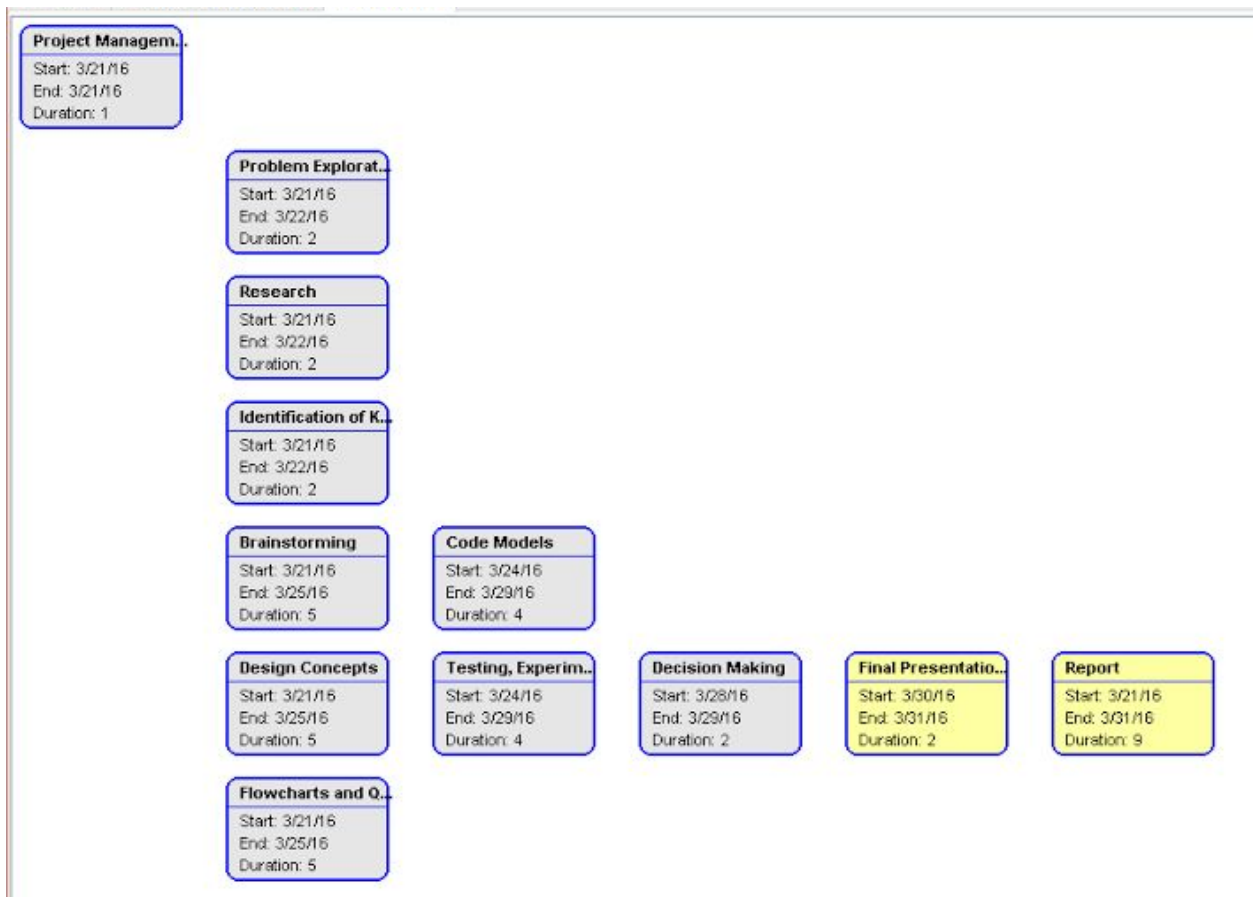 Project Managem...
Start: 3/21/16
End: 3/21/16
Duration: 1
Problem Explorat...
Start: 3/21/16
End: 3/22/16
Duration: 2
Research
Start: 3/21/16
End: 3/22/16
Duration: 2
Identification of K...
Start: 3/21/16
End: 3/22/16
Duration: 2
Brainstorming
Start: 3/21/16
End: 3/25/16
Duration: 5
Code Models
Start: 3/24/16
End: 3/29/16
Duration: 4
Design Concepts
Start: 3/21/16
End: 3/25/16
Duration: 5
Testing, Experim...
Start: 3/24/16
End: 3/29/16
Duration: 4
Decision Making
Start: 3/28/16
End: 3/29/16
Duration: 2
Final Presentatio...
Start: 3/30/16
End: 3/31/16
Duration: 2
Report
Start: 3/21/16
End: 3/31/16
Duration: 9
Flowcharts and Q...
Start: 3/21/16
End: 3/25/16
Duration: 5